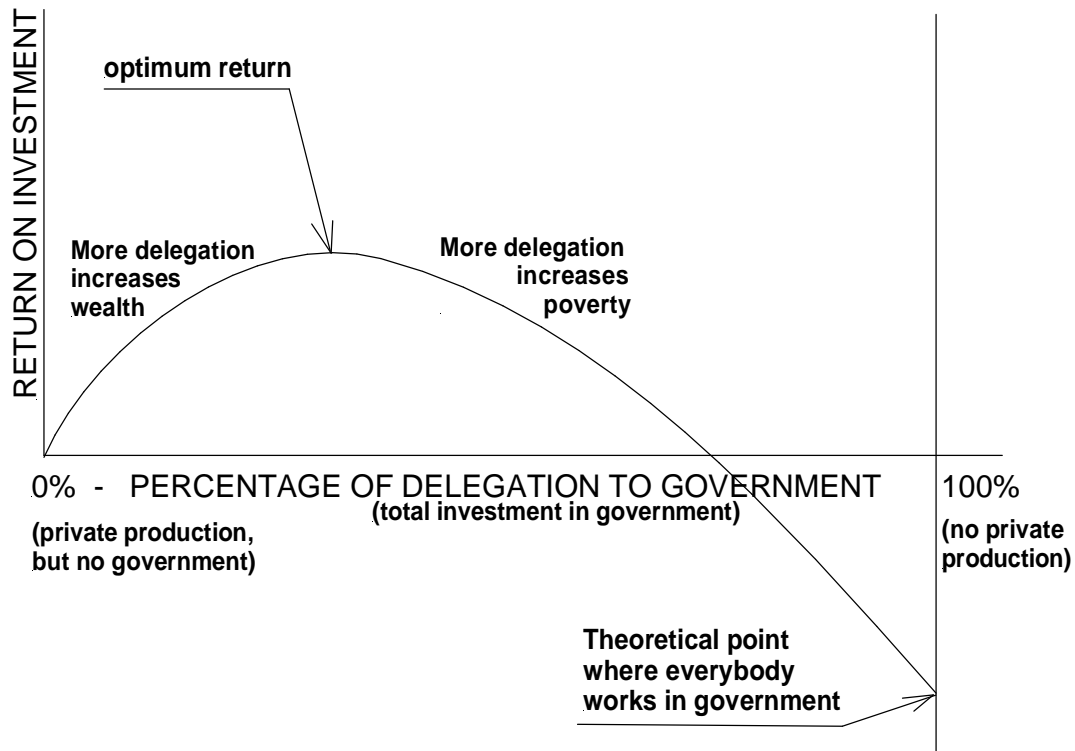 RETURN ON INVESTMENT
optimum return
More delegation
increases
wealth
More delegation
increases
poverty
0% - PERCENTAGE OF DELEGATION TO GOVERNMENT 100%
(total investment in government)
(private production,
but no government)
(no private
production)
Theoretical point
where everybody
works in government